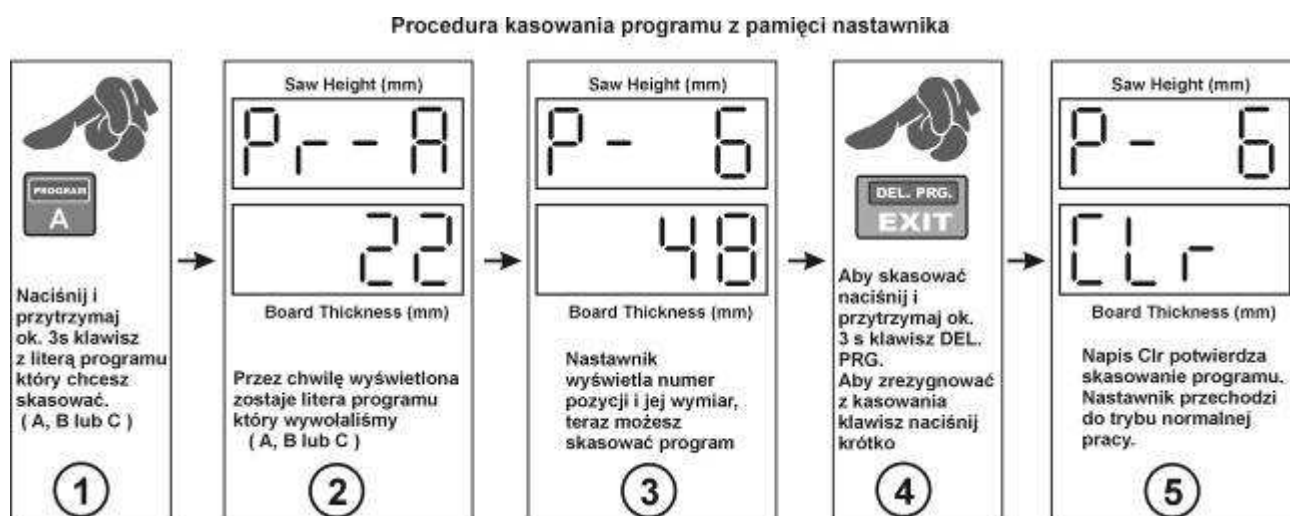 Procedura kasowania programu z pamięci nastawnika
PROGRAM
A
Naciśnij i
przytrzymaj
ok. 3s klawisz
z literą programu
który chcesz
skasować.
( A, B lub C )
1
Saw Height (mm)
Pr-A
22
Board Thickness (mm)
Przez chwilę wyświetlona
zostaje litera programu
który wywołaliśmy
( A, B lub C )
2
Saw Height (mm)
P- 6
48
Board Thickness (mm)
Nastawnik
wyświetla numer
pozycji i jej wymiar,
teraz możesz
skasować program
3
DEL. PRG.
EXIT
Aby skasować
naciśnij i
przytrzymaj ok.
3 s klawisz DEL.
PRG.
Aby zrezygnować
z kasowania
klawisz naciśnij
krótko
4
Saw Height (mm)
P- 6
CLr
Board Thickness (mm)
Napis Clr potwierdza
skasowanie programu.
Nastawnik przechodzi
do trybu normalnej
pracy.
5